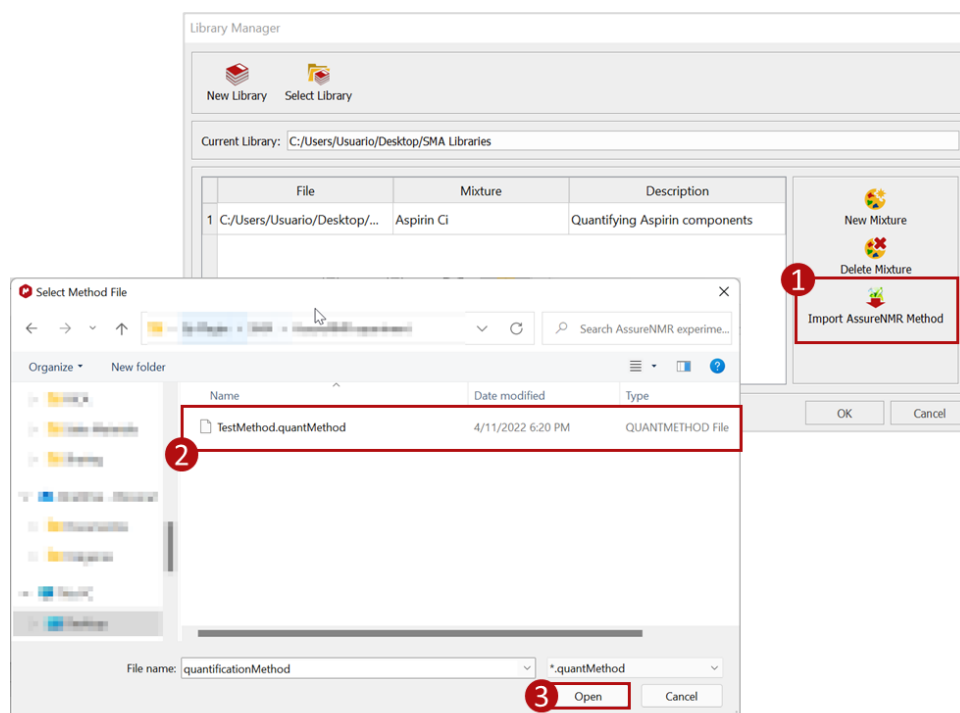 Library Manager
New Library
Select Library
Current Library: C:/Users/Usuario/Desktop/SMA Libraries
File Mixture Description
1 C:/Users/Usuario/Desktop/... Aspirin Ci Quantifying Aspirin components
New Mixture
Delete Mixture
1
Import AssureNMR Method
OK Cancel
Select Method File
Search AssureNMR experime...
Organize New folder
Name Date modified Type
TestMethod.quantMethod 4/11/2022 6:20 PM QUANTMETHOD File
2
File name: quantificationMethod *.quantMethod
3 Open Cancel